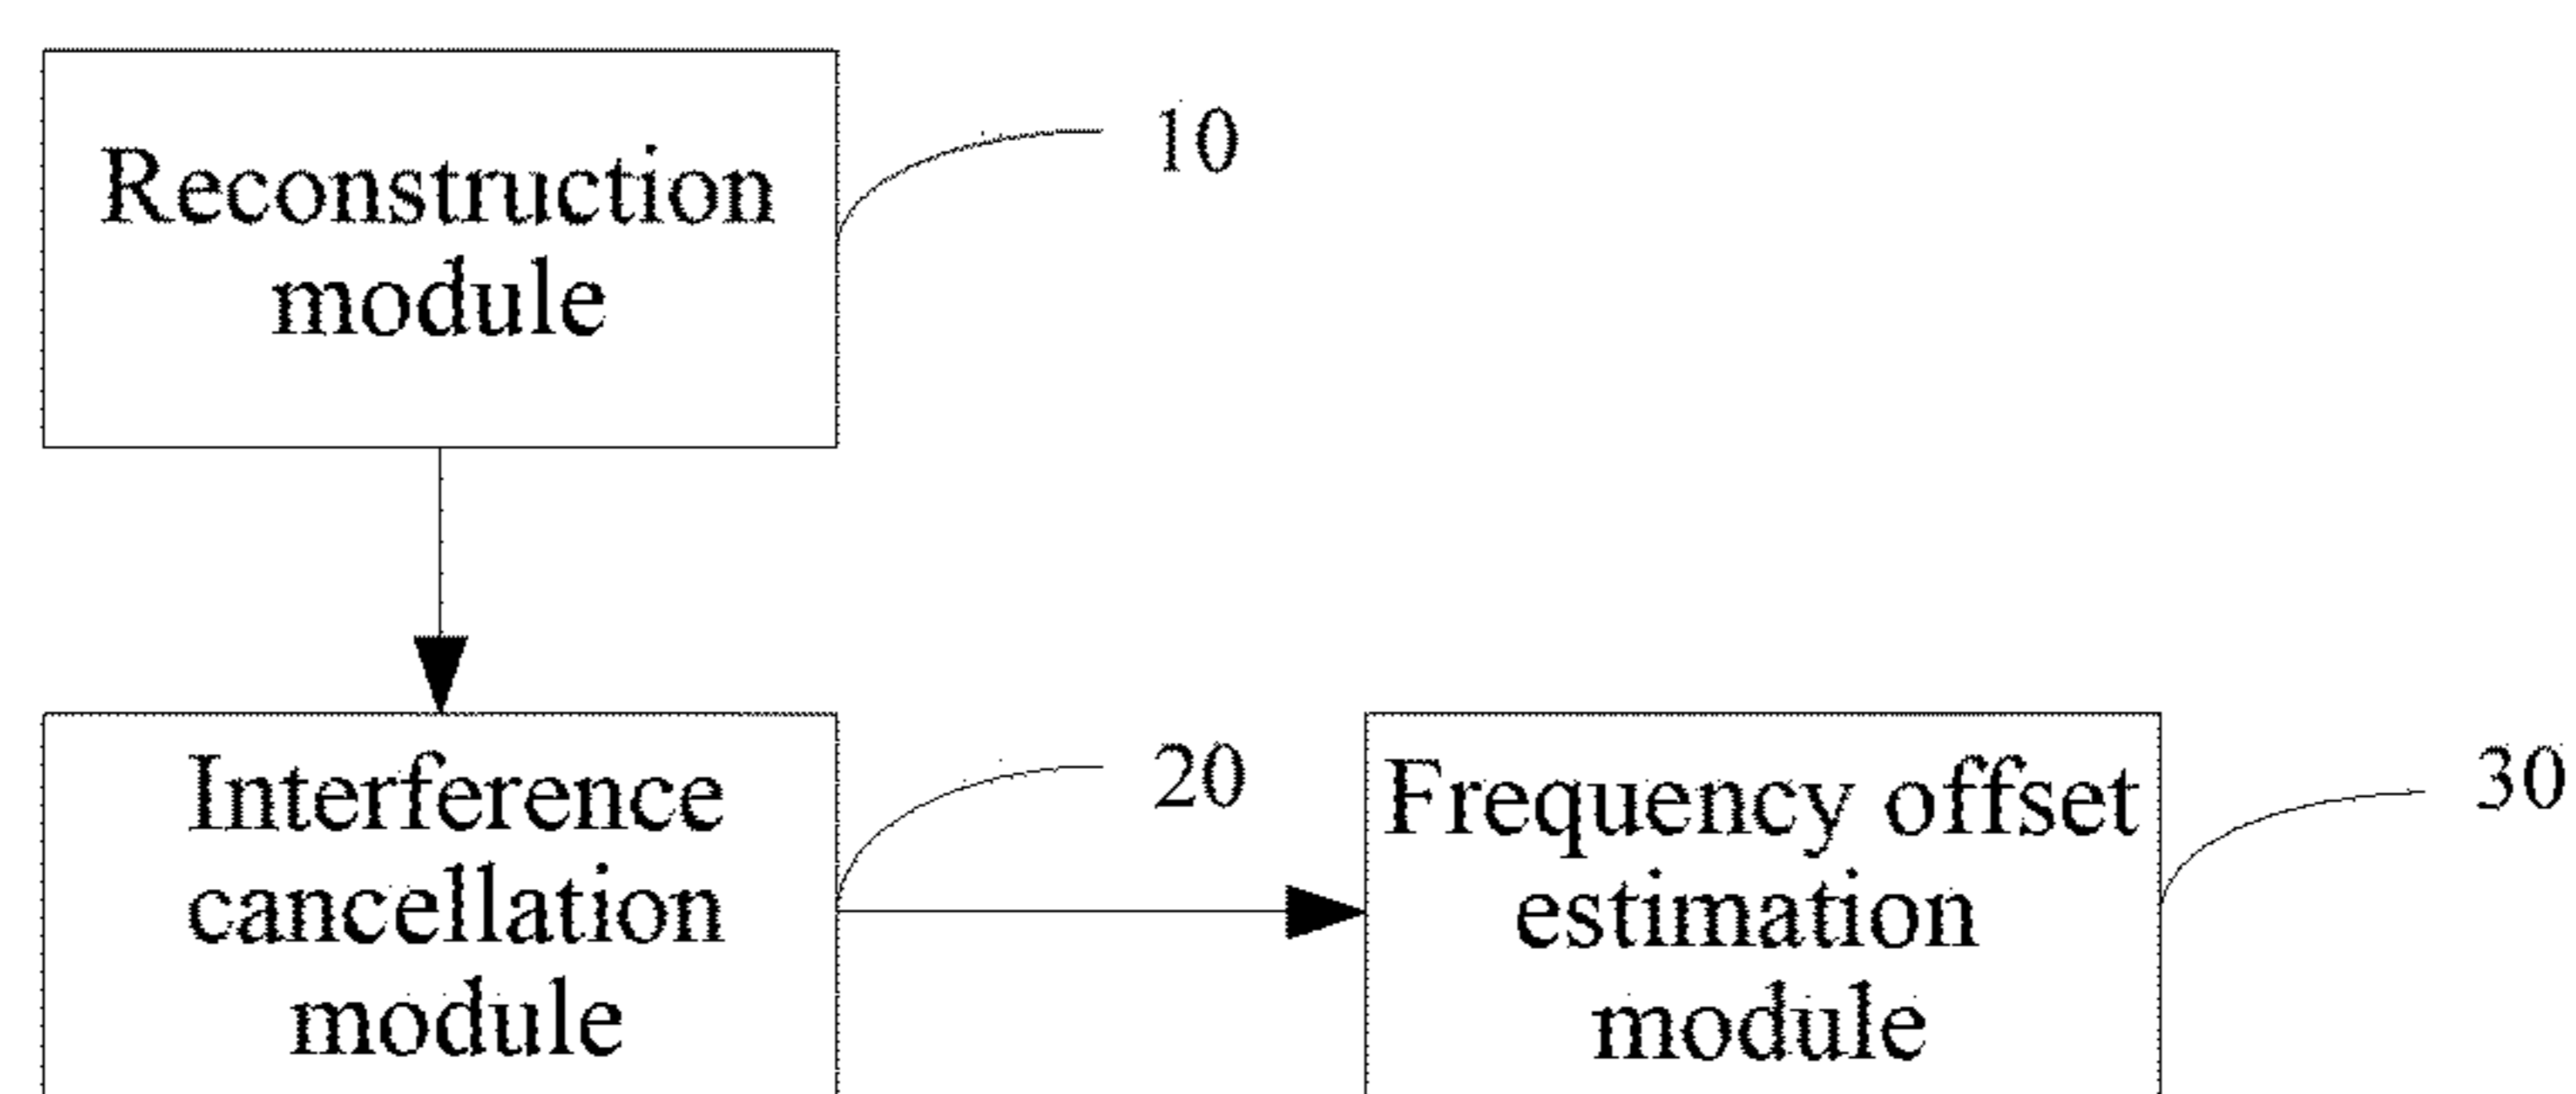 Reconstruction
module
10
Interference
cancellation
module
20
Frequency offset
estimation
module
30